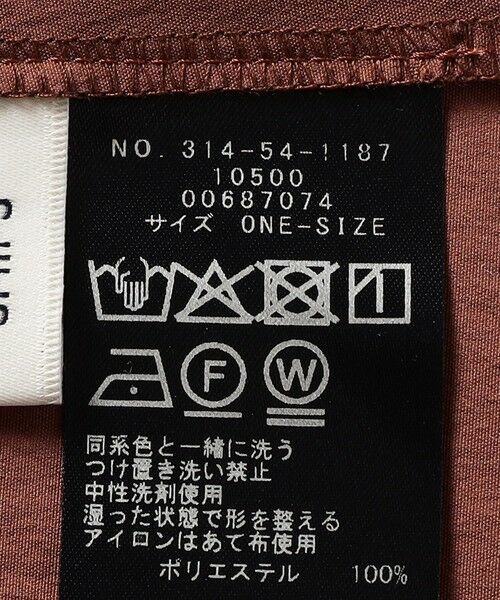 NO. 314-54-1187
10500
00687074
サイズ ONE-SIZE
F W
同系色と一緒に洗う
つけ置き洗い禁止
中性洗剤使用
湿った状態で形を整える
アイロンはあて布使用
ポリエステル 100%